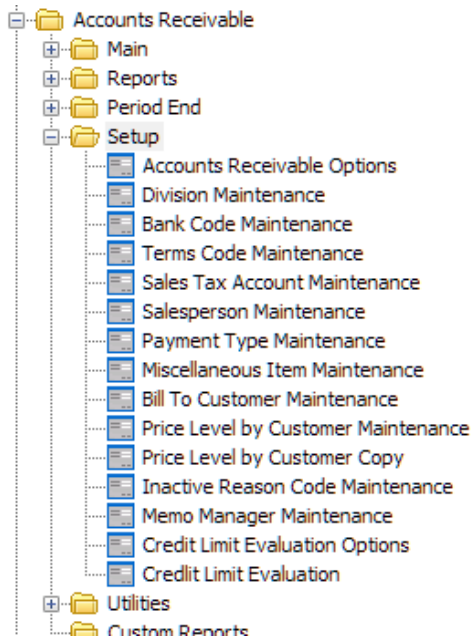 Accounts Receivable
Main
Reports
Period End
Setup
Accounts Receivable Options
Division Maintenance
Bank Code Maintenance
Terms Code Maintenance
Sales Tax Account Maintenance
Salesperson Maintenance
Payment Type Maintenance
Miscellaneous Item Maintenance
Bill To Customer Maintenance
Price Level by Customer Maintenance
Price Level by Customer Copy
Inactive Reason Code Maintenance
Memo Manager Maintenance
Credit Limit Evaluation Options
Credlit Limit Evaluation
Utilities
Custom Reports